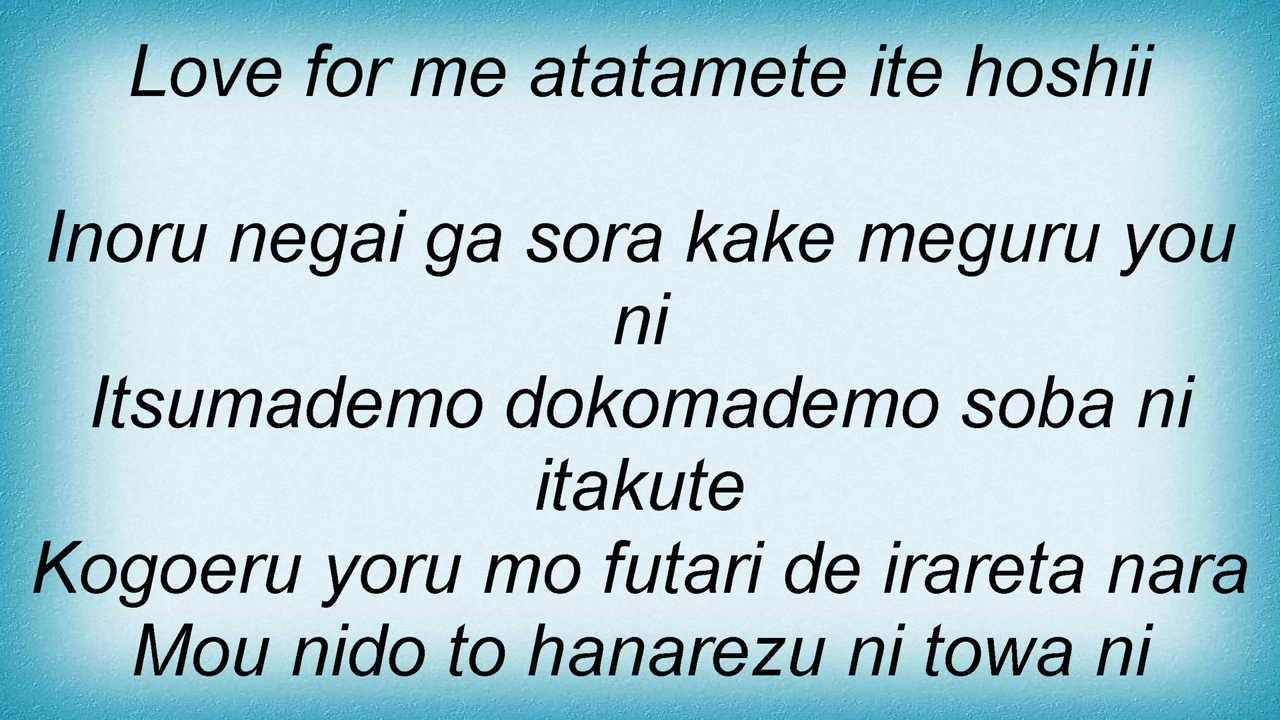 Love for me atatamete ite hoshii
Inoru negai ga sora kake meguru you
ni
Itsumademo dokomademo soba ni
itakute
Kogoeru yoru mo futari de irareta nara
Mou nido to hanarezu ni towa ni